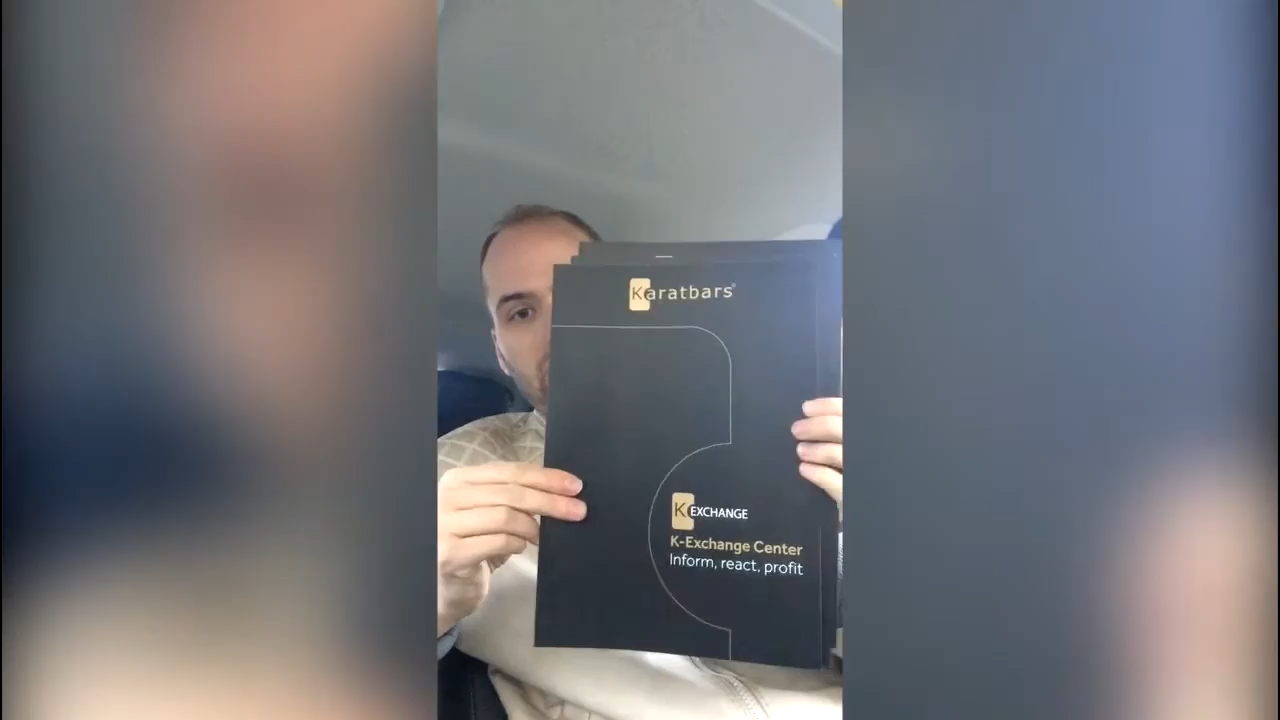 Karatbars®
K EXCHANGE
K-Exchange Center
Inform, react, profit